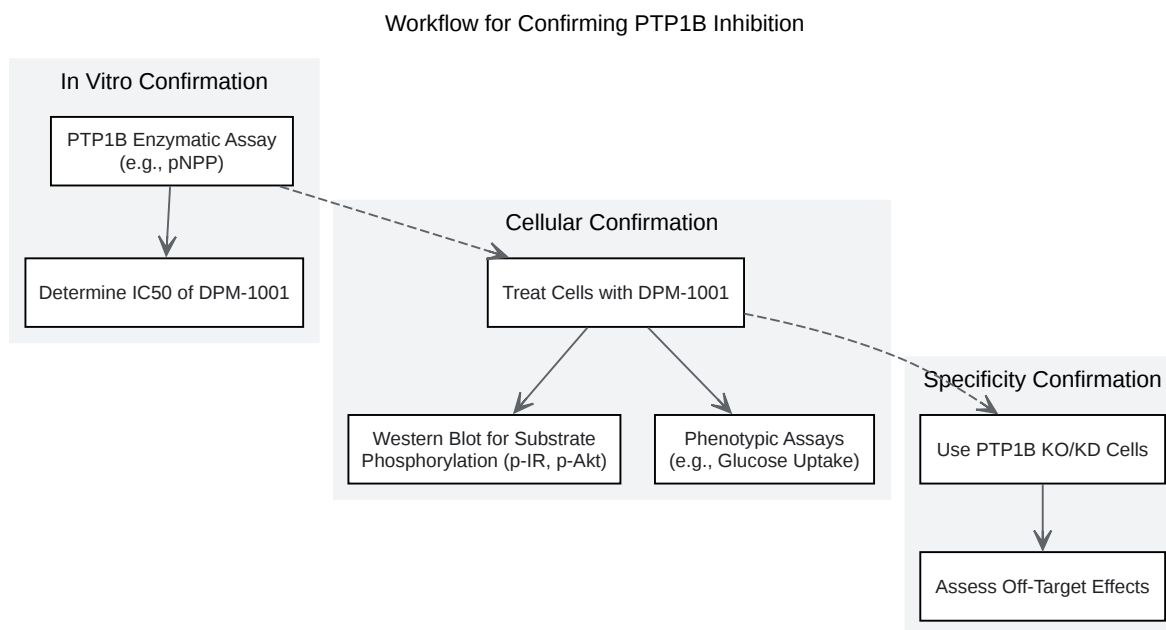 Workflow for Confirming PTP1B Inhibition
In Vitro Confirmation
PTP1B Enzymatic Assay
(e.g., pNPP)
Determine IC50 of DPM-1001
Cellular Confirmation
Treat Cells with DPM-1001
Western Blot for Substrate
Phosphorylation (p-IR, p-Akt)
Phenotypic Assays
(e.g., Glucose Uptake)
Specificity Confirmation
Use PTP1B KO/KD Cells
Assess Off-Target Effects